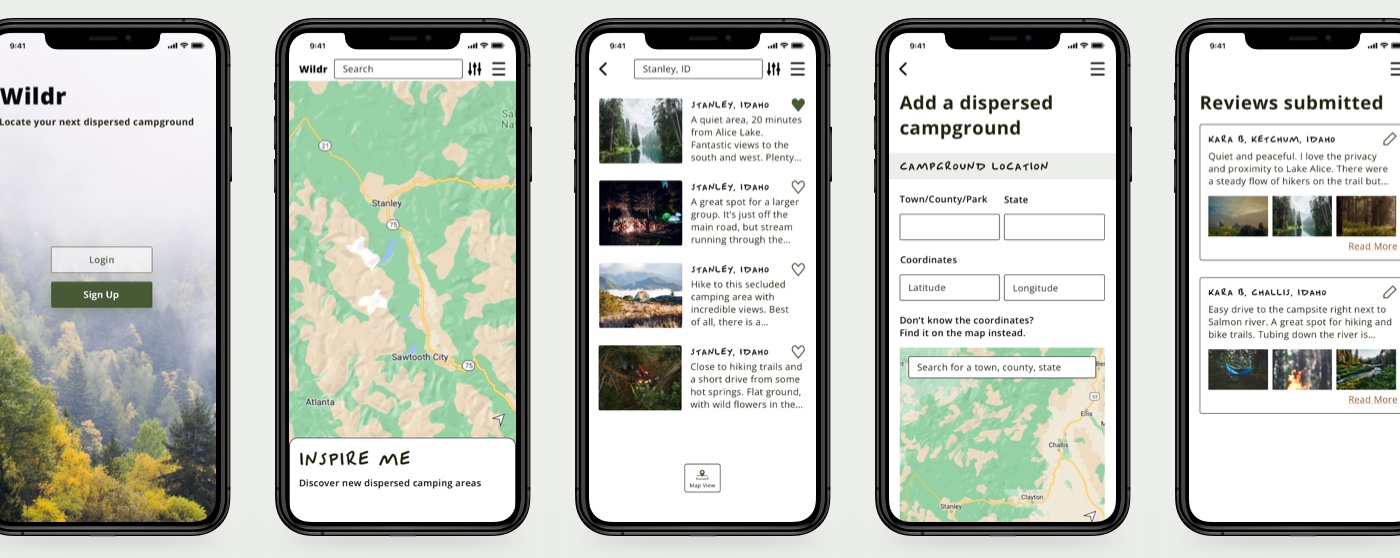 9:41
Wildr
Locate your next dispersed campground
Login
Sign Up
9:41
Wildr
Search
Sa
Na
21
Stanley
75
Sawtooth City
75
Atlanta
INSPIRE ME
Discover new dispersed camping areas
9:41
Stanley, ID
STANLEY, IDAHO
A quiet area, 20 minutes
from Alice Lake.
Fantastic views to the
south and west. Plenty...
STANLEY, IDAHO
A great spot for a larger
group. It's just off the
main road, but stream
running through the...
STANLEY, IDAHO
Hike to this secluded
camping area with
incredible views. Best
of all, there is a...
STANLEY, IDAHO
Close to hiking trails and
a short drive from some
hot springs. Flat ground,
with wild flowers in the...
Map View
9:41
Add a dispersed
campground
CAMPGROUND LOCATION
Town/County/Park State
Coordinates
Latitude Longitude
Don't know the coordinates?
Find it on the map instead.
Search for a town, county, state
Be
93
Ellis
Challis
Clayton
Stanley
9:41
Reviews submitted
KARA B, KETCHUM, IDAHO
Quiet and peaceful. I love the privacy
and proximity to Lake Alice. There were
a steady flow of hikers on the trail but...
Read More
KARA B, CHALLIS, IDAHO
Easy drive to the campsite right next to
Salmon river. A great spot for hiking and
bike trails. Tubing down the river is...
Read More